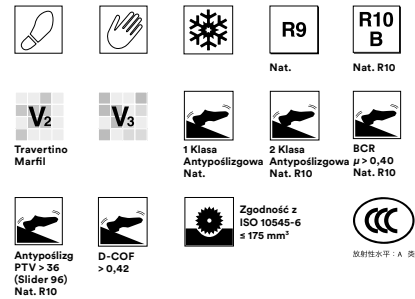 R9
R10
B
Nat.
Nat. R10
V2
V3
Travertino
Marfil
1 Klasa
Antypoślizgowa
Nat.
2 Klasa
Antypoślizgowa
Nat. R10
BCR
μ > 0,40
Nat. R10
Antypoślizg
PTV > 36
(Slider 96)
Nat. R10
D-COF
> 0,42
Zgodność z
ISO 10545-6
≤ 175 mm³
CCC
放射性水平：A 类